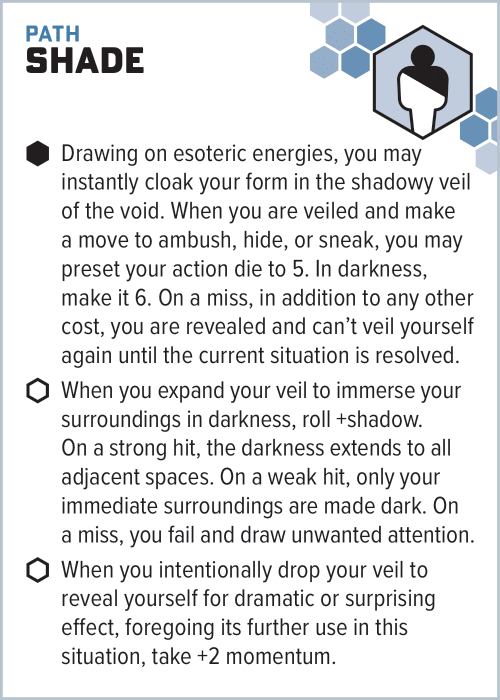 PATH
SHADE
Drawing on esoteric energies, you may
instantly cloak your form in the shadowy veil
of the void. When you are veiled and make
a move to ambush, hide, or sneak, you may
preset your action die to 5. In darkness,
make it 6. On a miss, in addition to any other
cost, you are revealed and can’t veil yourself
again until the current situation is resolved.
When you expand your veil to immerse your
surroundings in darkness, roll +shadow.
On a strong hit, the darkness extends to all
adjacent spaces. On a weak hit, only your
immediate surroundings are made dark. On
a miss, you fail and draw unwanted attention.
When you intentionally drop your veil to
reveal yourself for dramatic or surprising
effect, foregoing its further use in this
situation, take +2 momentum.